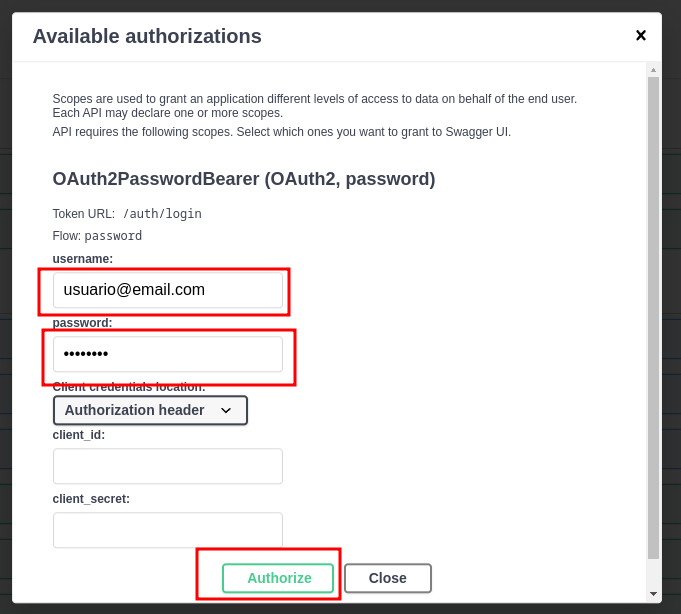 Available authorizations
Scopes are used to grant an application different levels of access to data on behalf of the end user.
Each API may declare one or more scopes.
API requires the following scopes. Select which ones you want to grant to Swagger UI.
OAuth2PasswordBearer (OAuth2, password)
Token URL: /auth/login
Flow: password
username:
usuario@email.com
password:
••••••••
Client credentials location:
Authorization header
client_id:
client_secret:
Authorize
Close